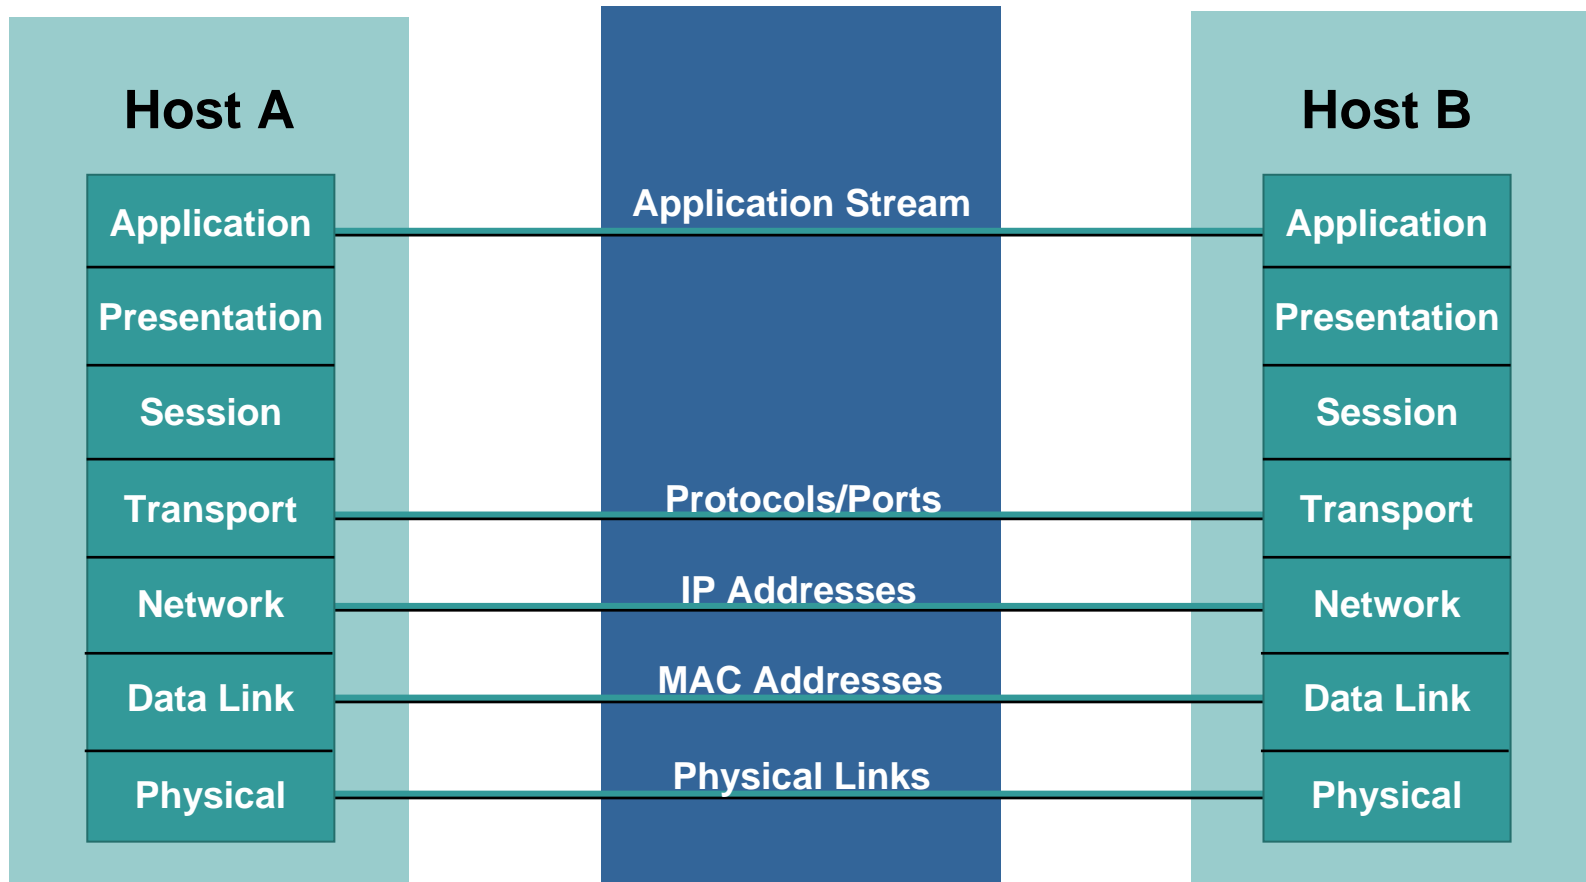 Host A
Application
Presentation
Session
Transport
Network
Data Link
Physical
Application Stream
Protocols/Ports
IP Addresses
MAC Addresses
Physical Links
Host B
Application
Presentation
Session
Transport
Network
Data Link
Physical